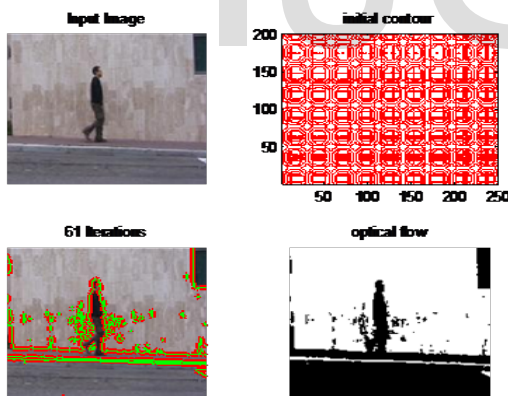 Input Image
initial contour
200
150
100
50
50 100 150 200 250
61 Iterations
optical flow